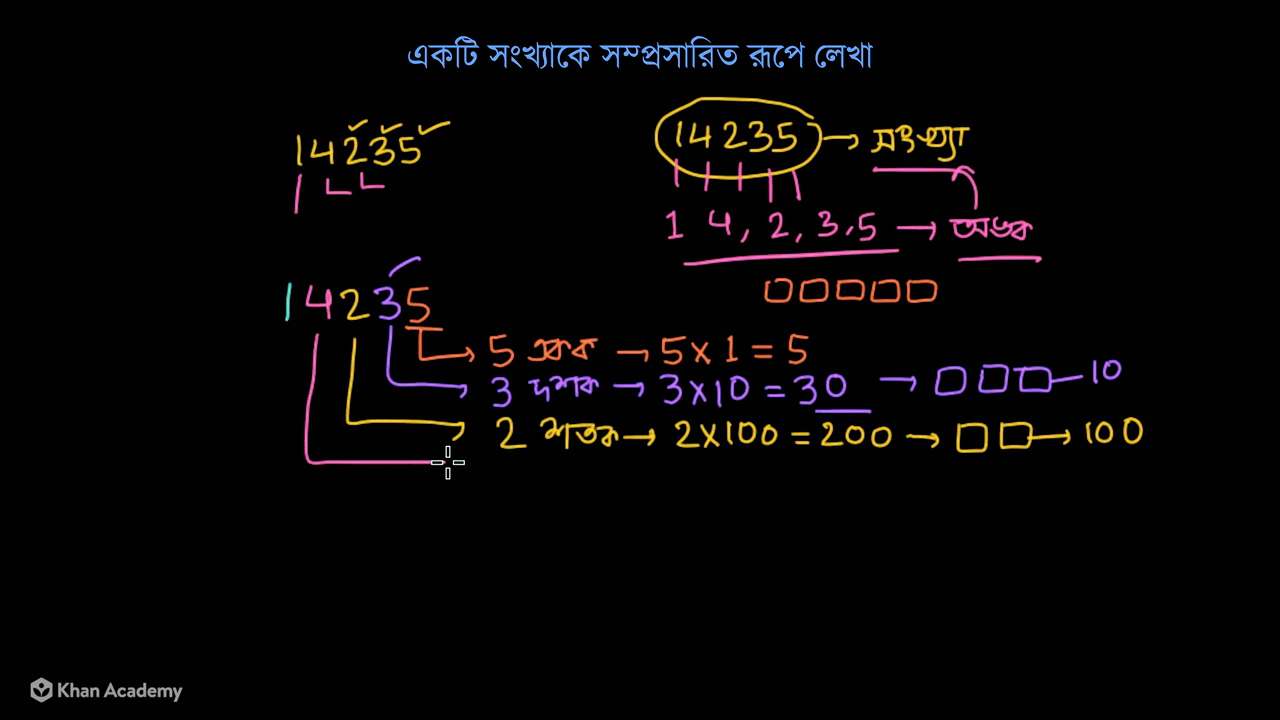 একটি সংখ্যাকে সম্প্রসারিত রূপে লেখা
14235
14235 → সংখ্যা
1 4, 2, 3, 5 → অঙ্ক
14235
5 একক → 5 × 1 = 5
3 দশক → 3 × 10 = 30 → 10
2 শতক → 2 × 100 = 200 → → 100
Khan Academy